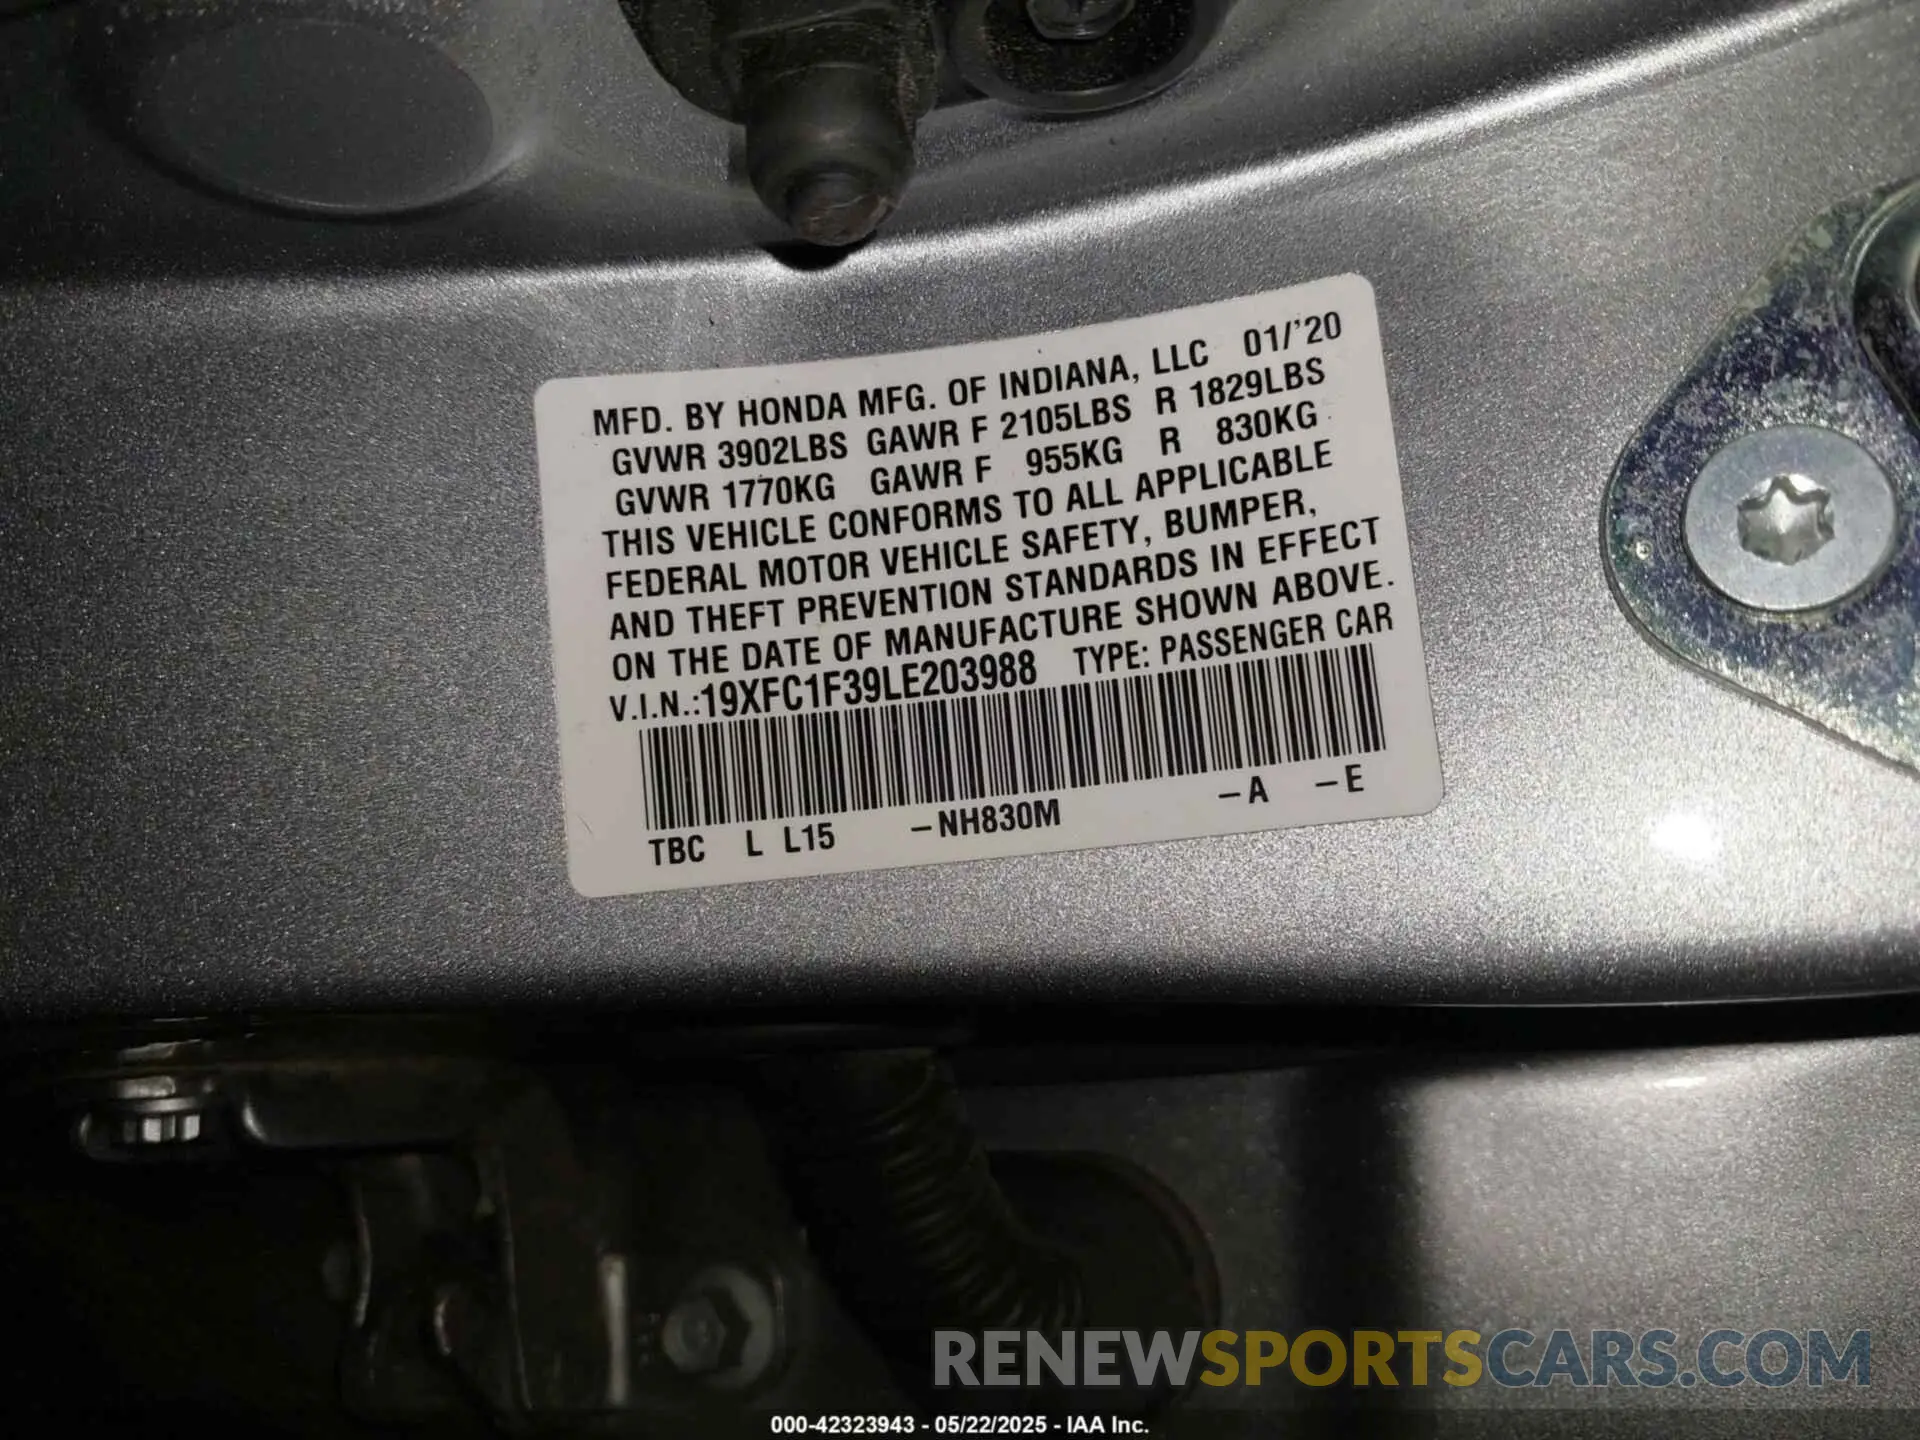 MFD. BY HONDA MFG. OF INDIANA, LLC 01/'20
GVWR 3902LBS GAWR F 2105LBS R 1829LBS
GVWR 1770KG GAWR F 955KG R 830KG
THIS VEHICLE CONFORMS TO ALL APPLICABLE
FEDERAL MOTOR VEHICLE SAFETY, BUMPER,
AND THEFT PREVENTION STANDARDS IN EFFECT
ON THE DATE OF MANUFACTURE SHOWN ABOVE.
V.I.N.:19XFC1F39LE203988 TYPE: PASSENGER CAR
TBC L L15 -NH830M -A -E
RENEWSPORTSCARS.COM
000-42323943 - 05/22/2025 - IAA Inc.